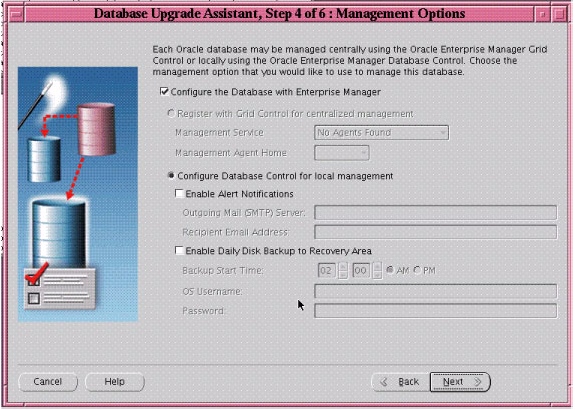 Database Upgrade Assistant, Step 4 of 6 : Management Options
Each Oracle database may be managed centrally using the Oracle Enterprise Manager Grid
Control or locally using the Oracle Enterprise Manager Database Control. Choose the
management option that you would like to use to manage this database.
Configure the Database with Enterprise Manager
Register with Grid Control for centralized management
Management Service No Agents Found
Management Agent Home
Configure Database Control for local management
Enable Alert Notifications
Outgoing Mail (SMTP) Server:
Recipient Email Address:
Enable Daily Disk Backup to Recovery Area
Backup Start Time: 02 00 AM PM
OS Username:
Password:
Cancel Help Back Next